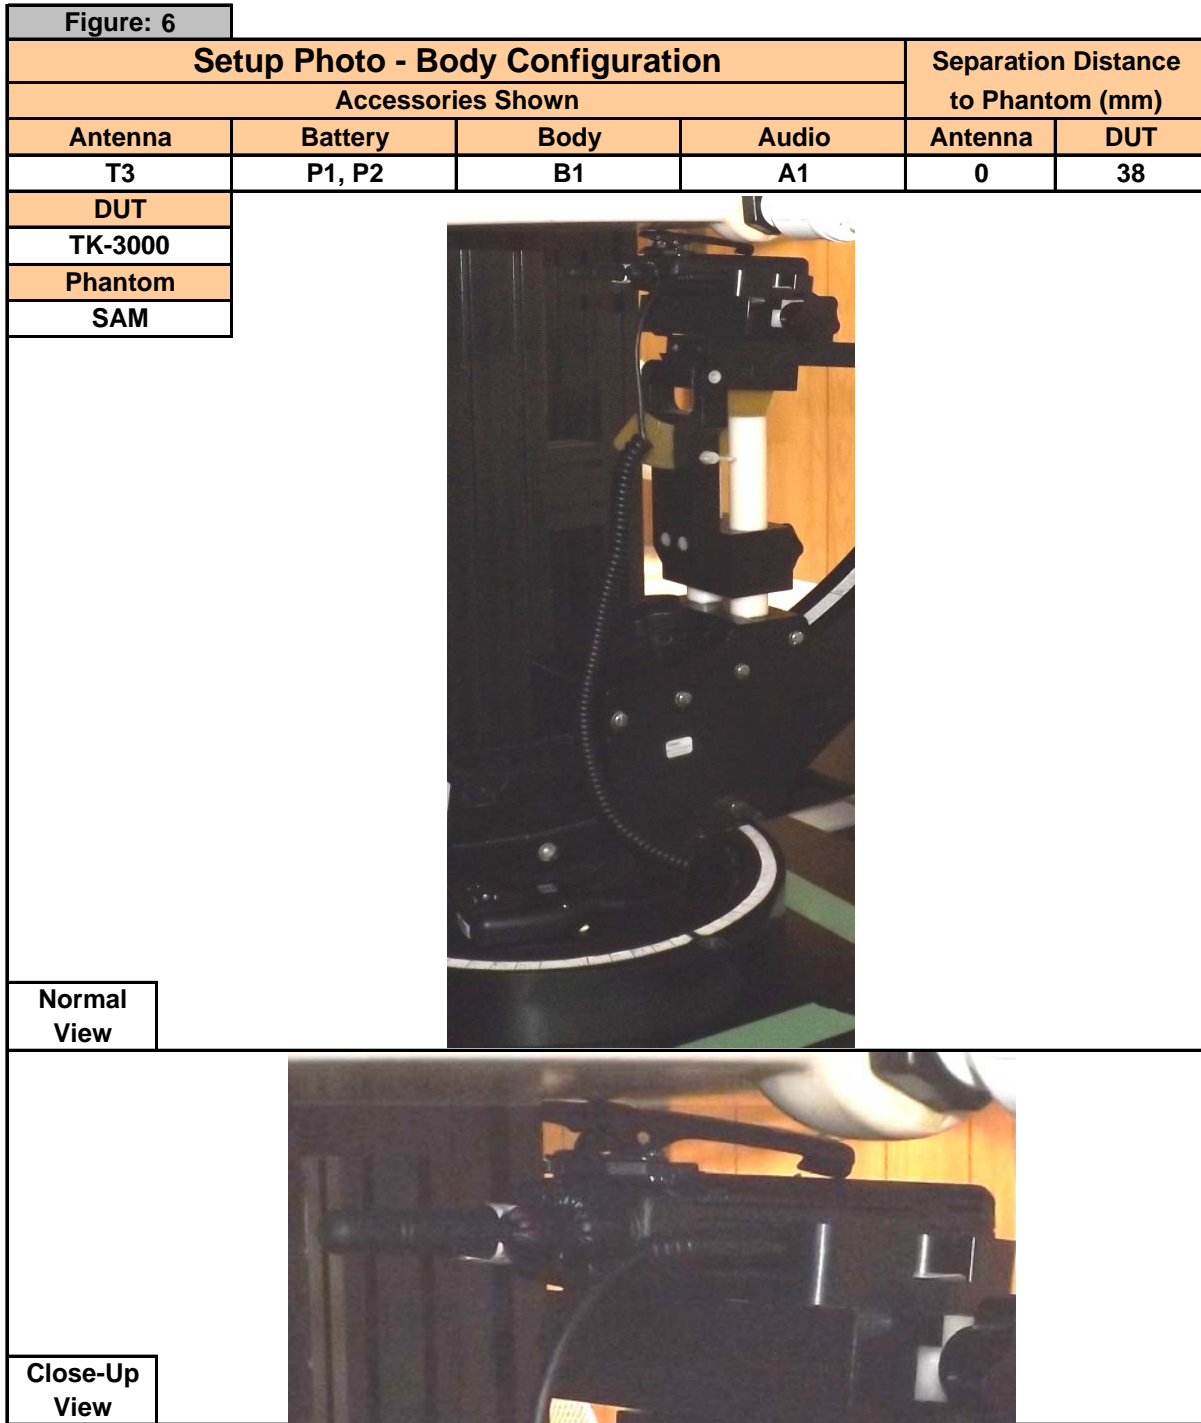 Figure: 6
Setup Photo - Body Configuration
Separation Distance
to Phantom (mm)
Accessories Shown
Antenna Battery Body Audio Antenna DUT
T3 P1, P2 B1 A1 0 38
DUT
TK-3000
Phantom
SAM
Normal
View
Close-Up
View